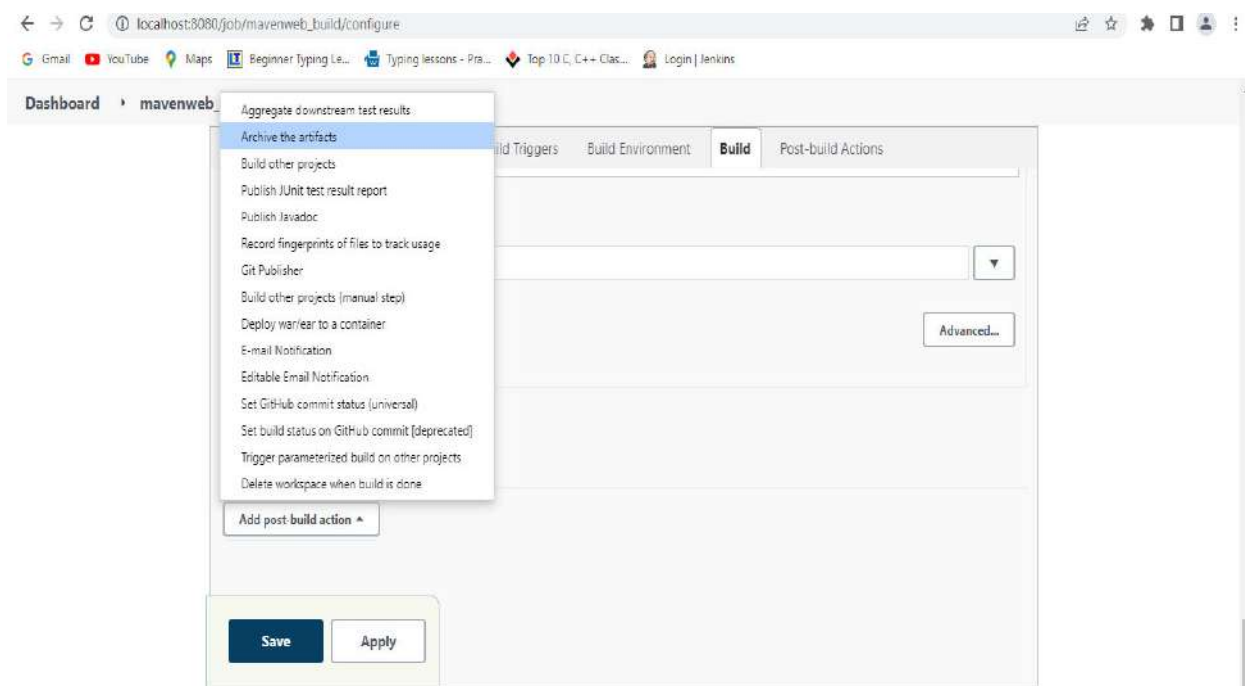 localhost:8080/job/mavenweb_build/configure
Gmail YouTube Maps Beginner Typing Le... Typing lessons - Pra... Top 10 C, C++ Clas... Login | Jenkins
Dashboard mavenweb_
Aggregate downstream test results
Archive the artifacts
ild Triggers Build Environment Build Post-build Actions
Build other projects
Publish JUnit test result report
Publish Javadoc
Record fingerprints of files to track usage
Git Publisher
Build other projects (manual step)
Deploy war/ear to a container
Advanced...
E-mail Notification
Editable Email Notification
Set GitHub commit status (universal)
Set build status on GitHub commit [deprecated]
Trigger parameterized build on other projects
Delete workspace when build is done
Add post-build action
Save Apply